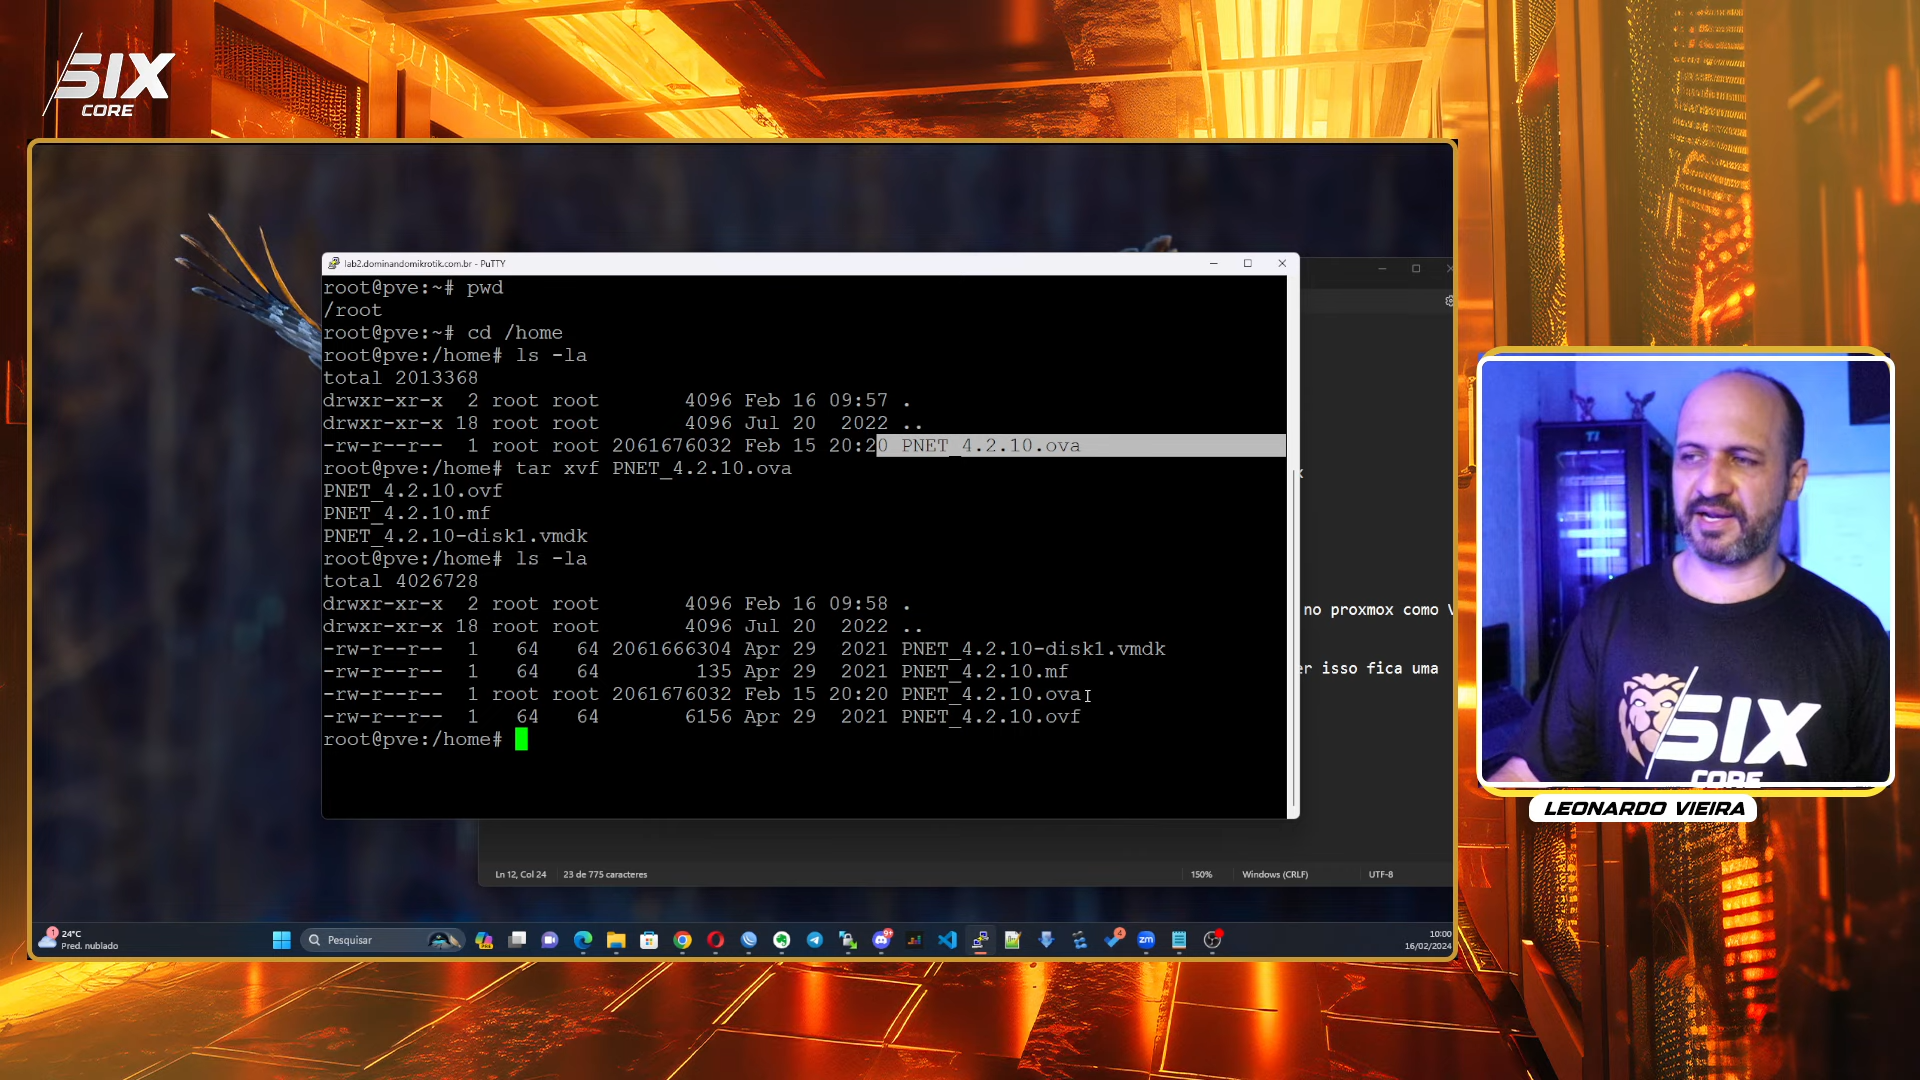 SIX
CORE
lab2.dominandomikrotik.com.br - PuTTY
root@pve:~# pwd
/root
root@pve:~# cd /home
root@pve:/home# ls -la
total 2013368
drwxr-xr-x 2 root root 4096 Feb 16 09:57 .
drwxr-xr-x 18 root root 4096 Jul 20 2022 ..
-rw-r--r-- 1 root root 2061676032 Feb 15 20:20 PNET_4.2.10.ova
root@pve:/home# tar xvf PNET_4.2.10.ova
PNET_4.2.10.ovf
PNET_4.2.10.mf
PNET_4.2.10-disk1.vmdk
root@pve:/home# ls -la
total 4026728
drwxr-xr-x 2 root root 4096 Feb 16 09:58 .
drwxr-xr-x 18 root root 4096 Jul 20 2022 ..
-rw-r--r-- 1 64 64 2061666304 Apr 29 2021 PNET_4.2.10-disk1.vmdk
-rw-r--r-- 1 64 64 135 Apr 29 2021 PNET_4.2.10.mf
-rw-r--r-- 1 root root 2061676032 Feb 15 20:20 PNET_4.2.10.ova
-rw-r--r-- 1 64 64 6156 Apr 29 2021 PNET_4.2.10.ovf
root@pve:/home#
no proxmox como
isso fica uma
Ln 12, Col 24 23 de 775 caracteres 150% Windows (CRLF) UTF-8
SIX
CORE
LEONARDO VIEIRA
1 24°C
Pred. nublado
Pesquisar
9+
4
zm
10:00
16/02/2024